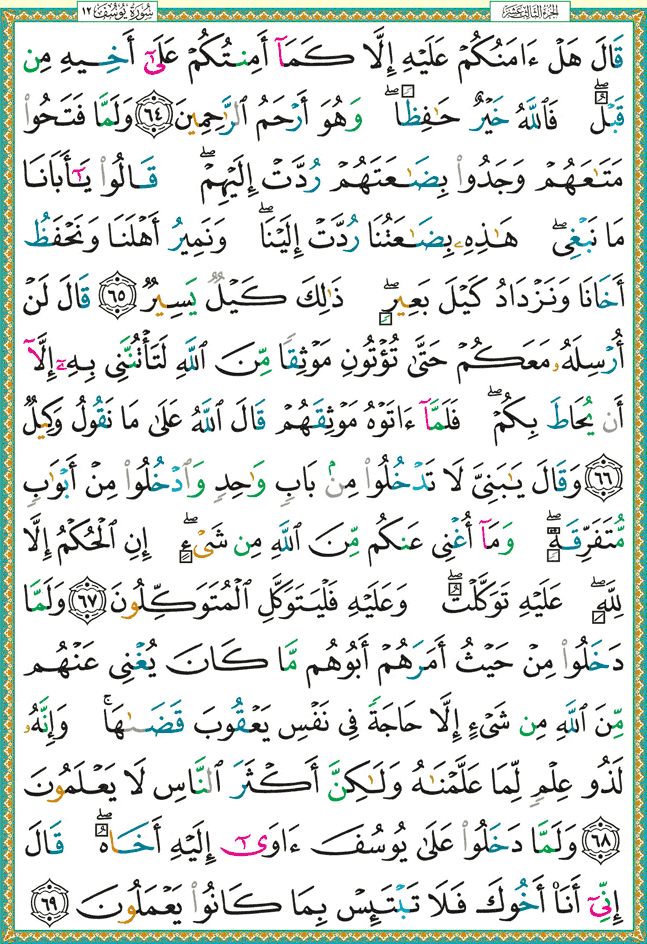 سُورَةُ يُوسُفَ ١٢
الجزء الثالث عشر
قَالَ هَلْ ءَامَنُكُمْ عَلَيْهِ إِلَّا كَمَآ أَمِنتُكُمْ عَلَىٰٓ أَخِيهِ مِن
قَبْلُ ۖ فَٱللَّهُ خَيْرٌ حَـٰفِظًا ۖ وَهُوَ أَرْحَمُ ٱلرَّٰحِمِينَ ٦٤ وَلَمَّا فَتَحُوا۟
مَتَـٰعَهُمْ وَجَدُوا۟ بِضَـٰعَتَهُمْ رُدَّتْ إِلَيْهِمْ ۖ قَالُوا۟ يَـٰٓأَبَانَا
مَا نَبْغِى ۖ هَـٰذِهِۦ بِضَـٰعَتُنَا رُدَّتْ إِلَيْنَا ۖ وَنَمِيرُ أَهْلَنَا وَنَحْفَظُ
أَخَانَا وَنَزْدَادُ كَيْلَ بَعِيرٍ ۖ ذَٰلِكَ كَيْلٌ يَسِيرٌ ٦٥ قَالَ لَنْ
أُرْسِلَهُۥ مَعَكُمْ حَتَّىٰ تُؤْتُونِ مَوْثِقًا مِّنَ ٱللَّهِ لَتَأْتُنَّنِى بِهِۦٓ إِلَّآ
أَن يُحَاطَ بِكُمْ ۖ فَلَمَّآ ءَاتَوْهُ مَوْثِقَهُمْ قَالَ ٱللَّهُ عَلَىٰ مَا نَقُولُ وَكِيلٌ
٦٦ وَقَالَ يَـٰبَنِىَّ لَا تَدْخُلُوا۟ مِنۢ بَابٍ وَٰحِدٍ وَٱدْخُلُوا۟ مِنْ أَبْوَٰبٍ
مُّتَفَرِّقَةٍ ۖ وَمَآ أُغْنِى عَنكُم مِّنَ ٱللَّهِ مِن شَىْءٍ ۖ إِنِ ٱلْحُكْمُ إِلَّا
لِلَّهِ ۖ عَلَيْهِ تَوَكَّلْتُ ۖ وَعَلَيْهِ فَلْيَتَوَكَّلِ ٱلْمُتَوَكِّلُونَ ٦٧ وَلَمَّا
دَخَلُوا۟ مِنْ حَيْثُ أَمَرَهُمْ أَبُوهُم مَّا كَانَ يُغْنِى عَنْهُم
مِّنَ ٱللَّهِ مِن شَىْءٍ إِلَّا حَاجَةً فِى نَفْسِ يَعْقُوبَ قَضَىٰهَا ۚ وَإِنَّهُۥ
لَذُو عِلْمٍ لِّمَا عَلَّمْنَـٰهُ وَلَـٰكِنَّ أَكْثَرَ ٱلنَّاسِ لَا يَعْلَمُونَ
٦٨ وَلَمَّا دَخَلُوا۟ عَلَىٰ يُوسُفَ ءَاوَىٰٓ إِلَيْهِ أَخَاهُ ۖ قَالَ
إِنِّىٓ أَنَا۠ أَخُوكَ فَلَا تَبْتَئِسْ بِمَا كَانُوا۟ يَعْمَلُونَ ٦٩